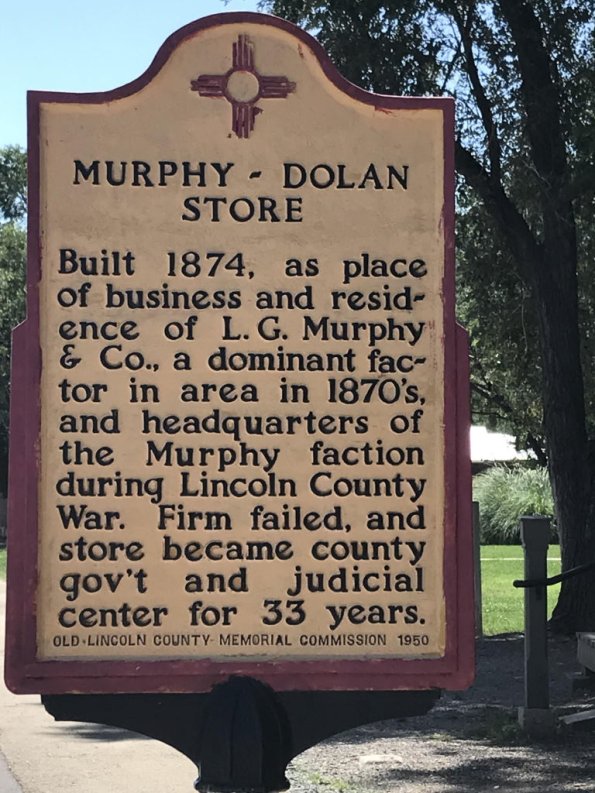 MURPHY - DOLAN
STORE
Built 1874, as place
of business and resid-
ence of L. G. Murphy
& Co., a dominant fac-
tor in area in 1870's,
and headquarters of
the Murphy faction
during Lincoln County
War. Firm failed, and
store became county
gov't and judicial
center for 33 years.
OLD LINCOLN COUNTY MEMORIAL COMMISSION 1950